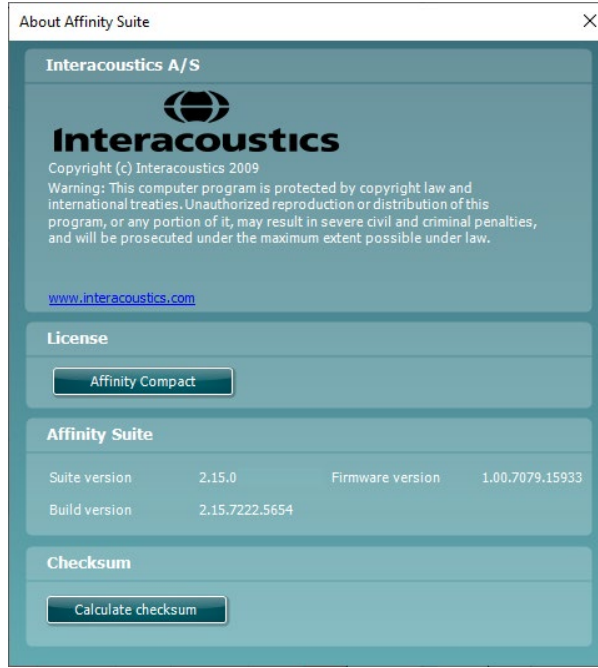 About Affinity Suite
Interacoustics A/S
Interacoustics
Copyright (c) Interacoustics 2009
Warning: This computer program is protected by copyright law and
international treaties. Unauthorized reproduction or distribution of this
program, or any portion of it, may result in severe civil and criminal penalties,
and will be prosecuted under the maximum extent possible under law.
www.interacoustics.com
License
Affinity Compact
Affinity Suite
Suite version 2.15.0 Firmware version 1.00.7079.15933
Build version 2.15.7222.5654
Checksum
Calculate checksum